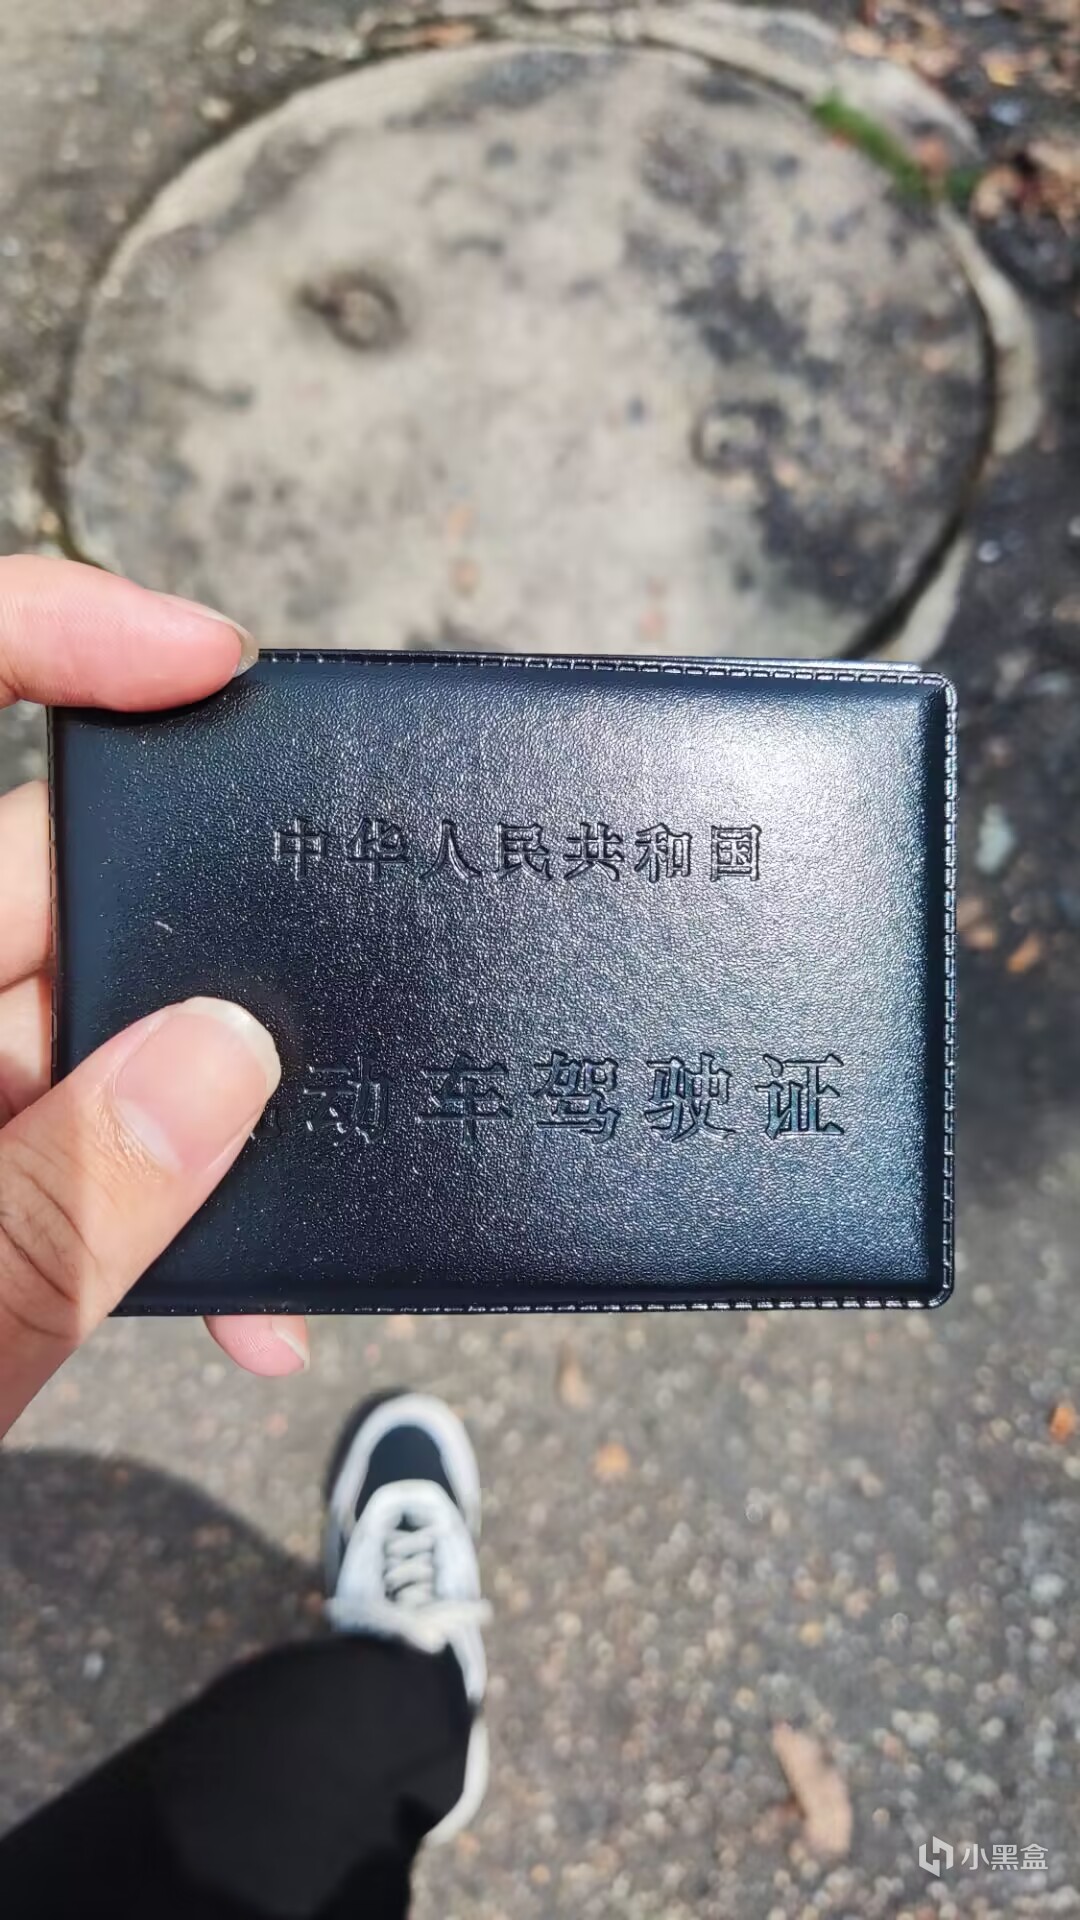 中华人民共和国
动车驾驶证
小黑盒